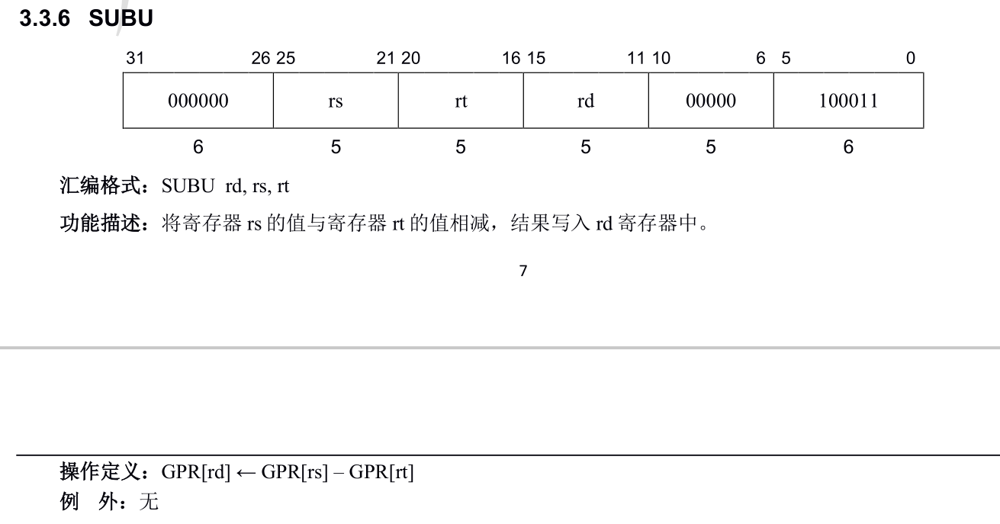 3.3.6 SUBU
31 26 25 21 20 16 15 11 10 6 5 0
000000 rs rt rd 00000 100011
6 5 5 5 5 6
汇编格式：SUBU rd, rs, rt
功能描述：将寄存器 rs 的值与寄存器 rt 的值相减，结果写入 rd 寄存器中。
7
操作定义：GPR[rd] ← GPR[rs] – GPR[rt]
例 外：无